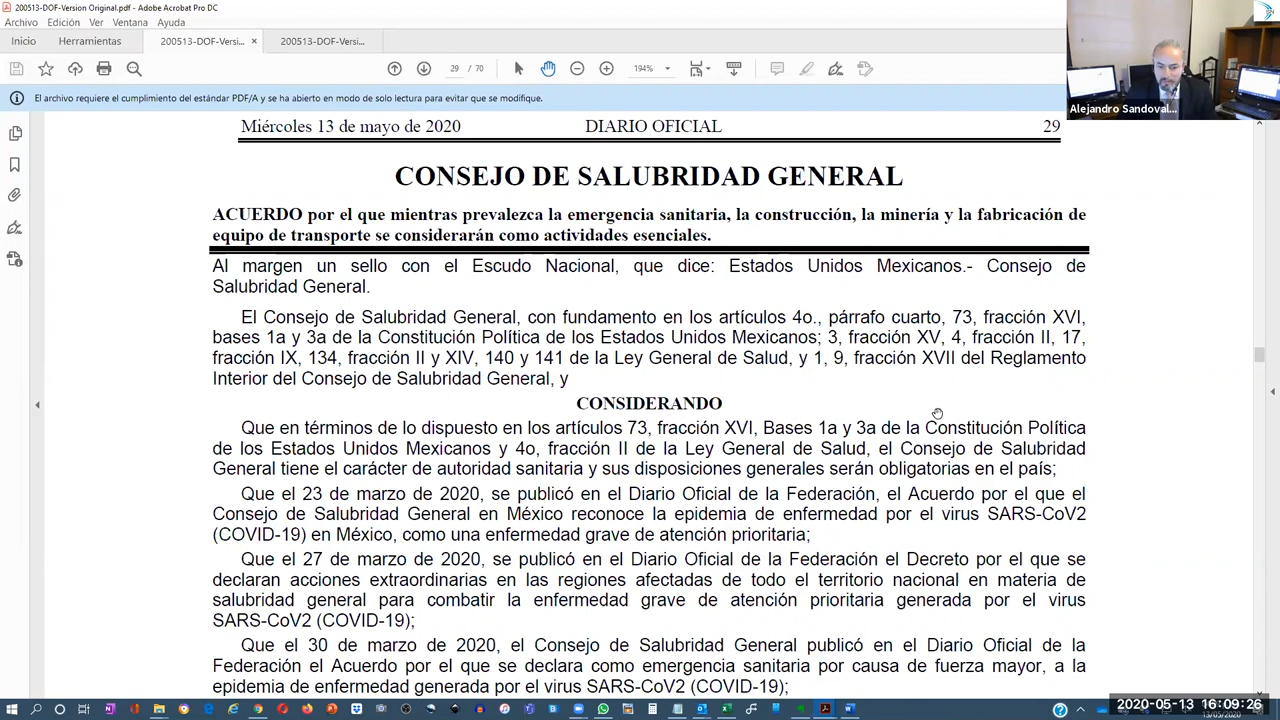 200513-DOF-Version Original.pdf - Adobe Acrobat Pro DC
Archivo Edición Ver Ventana Ayuda
Inicio Herramientas 200513-DOF-Versi... × 200513-DOF-Versi...
29 / 70 194%
El archivo requiere el cumplimiento del estándar PDF/A y se ha abierto en modo de solo lectura para evitar que se modifique.
Alejandro Sandoval...
Miércoles 13 de mayo de 2020 DIARIO OFICIAL 29
CONSEJO DE SALUBRIDAD GENERAL
ACUERDO por el que mientras prevalezca la emergencia sanitaria, la construcción, la minería y la fabricación de
equipo de transporte se considerarán como actividades esenciales.
Al margen un sello con el Escudo Nacional, que dice: Estados Unidos Mexicanos.- Consejo de
Salubridad General.
El Consejo de Salubridad General, con fundamento en los artículos 4o., párrafo cuarto, 73, fracción XVI,
bases 1a y 3a de la Constitución Política de los Estados Unidos Mexicanos; 3, fracción XV, 4, fracción II, 17,
fracción IX, 134, fracción II y XIV, 140 y 141 de la Ley General de Salud, y 1, 9, fracción XVII del Reglamento
Interior del Consejo de Salubridad General, y
CONSIDERANDO
Que en términos de lo dispuesto en los artículos 73, fracción XVI, Bases 1a y 3a de la Constitución Política
de los Estados Unidos Mexicanos y 4o, fracción II de la Ley General de Salud, el Consejo de Salubridad
General tiene el carácter de autoridad sanitaria y sus disposiciones generales serán obligatorias en el país;
Que el 23 de marzo de 2020, se publicó en el Diario Oficial de la Federación, el Acuerdo por el que el
Consejo de Salubridad General en México reconoce la epidemia de enfermedad por el virus SARS-CoV2
(COVID-19) en México, como una enfermedad grave de atención prioritaria;
Que el 27 de marzo de 2020, se publicó en el Diario Oficial de la Federación el Decreto por el que se
declaran acciones extraordinarias en las regiones afectadas de todo el territorio nacional en materia de
salubridad general para combatir la enfermedad grave de atención prioritaria generada por el virus
SARS-CoV2 (COVID-19);
Que el 30 de marzo de 2020, el Consejo de Salubridad General publicó en el Diario Oficial de la
Federación el Acuerdo por el que se declara como emergencia sanitaria por causa de fuerza mayor, a la
epidemia de enfermedad generada por el virus SARS-CoV2 (COVID-19);
2020-05-13 16:09:26
13/05/2020